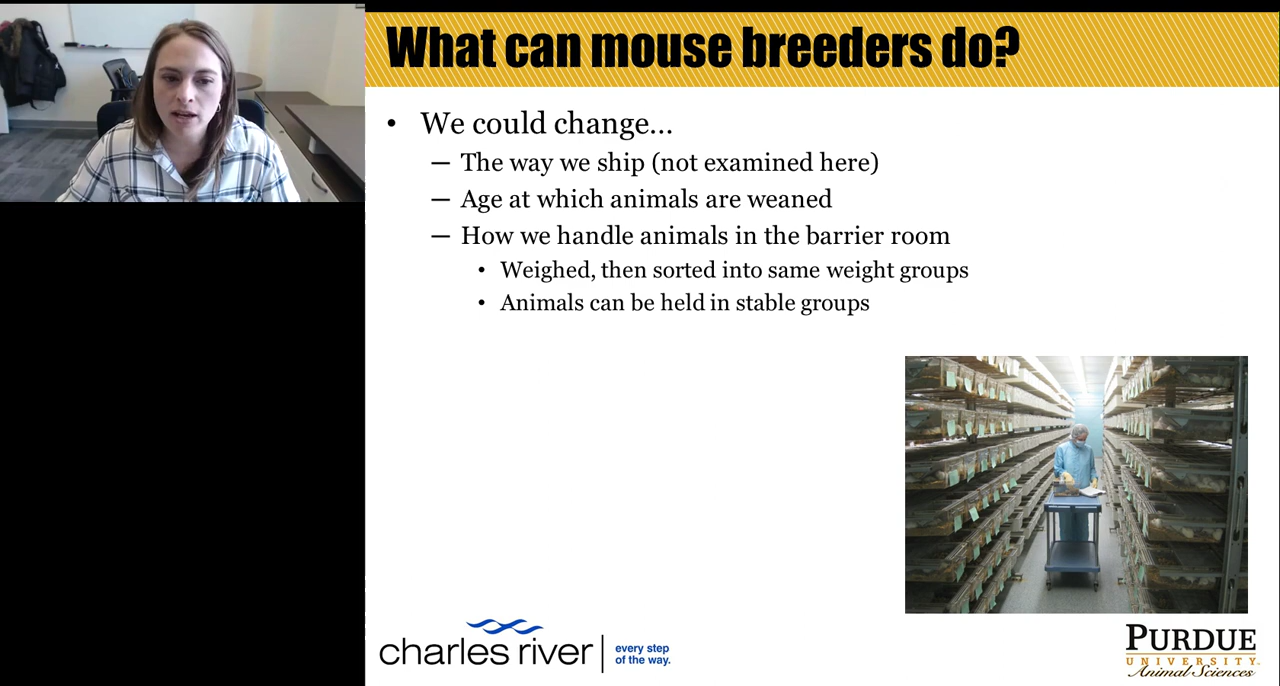 What can mouse breeders do?
• We could change...
– The way we ship (not examined here)
– Age at which animals are weaned
– How we handle animals in the barrier room
• Weighed, then sorted into same weight groups
• Animals can be held in stable groups
charles river
every step
of the way.
PURDUE
UNIVERSITY
Animal Sciences